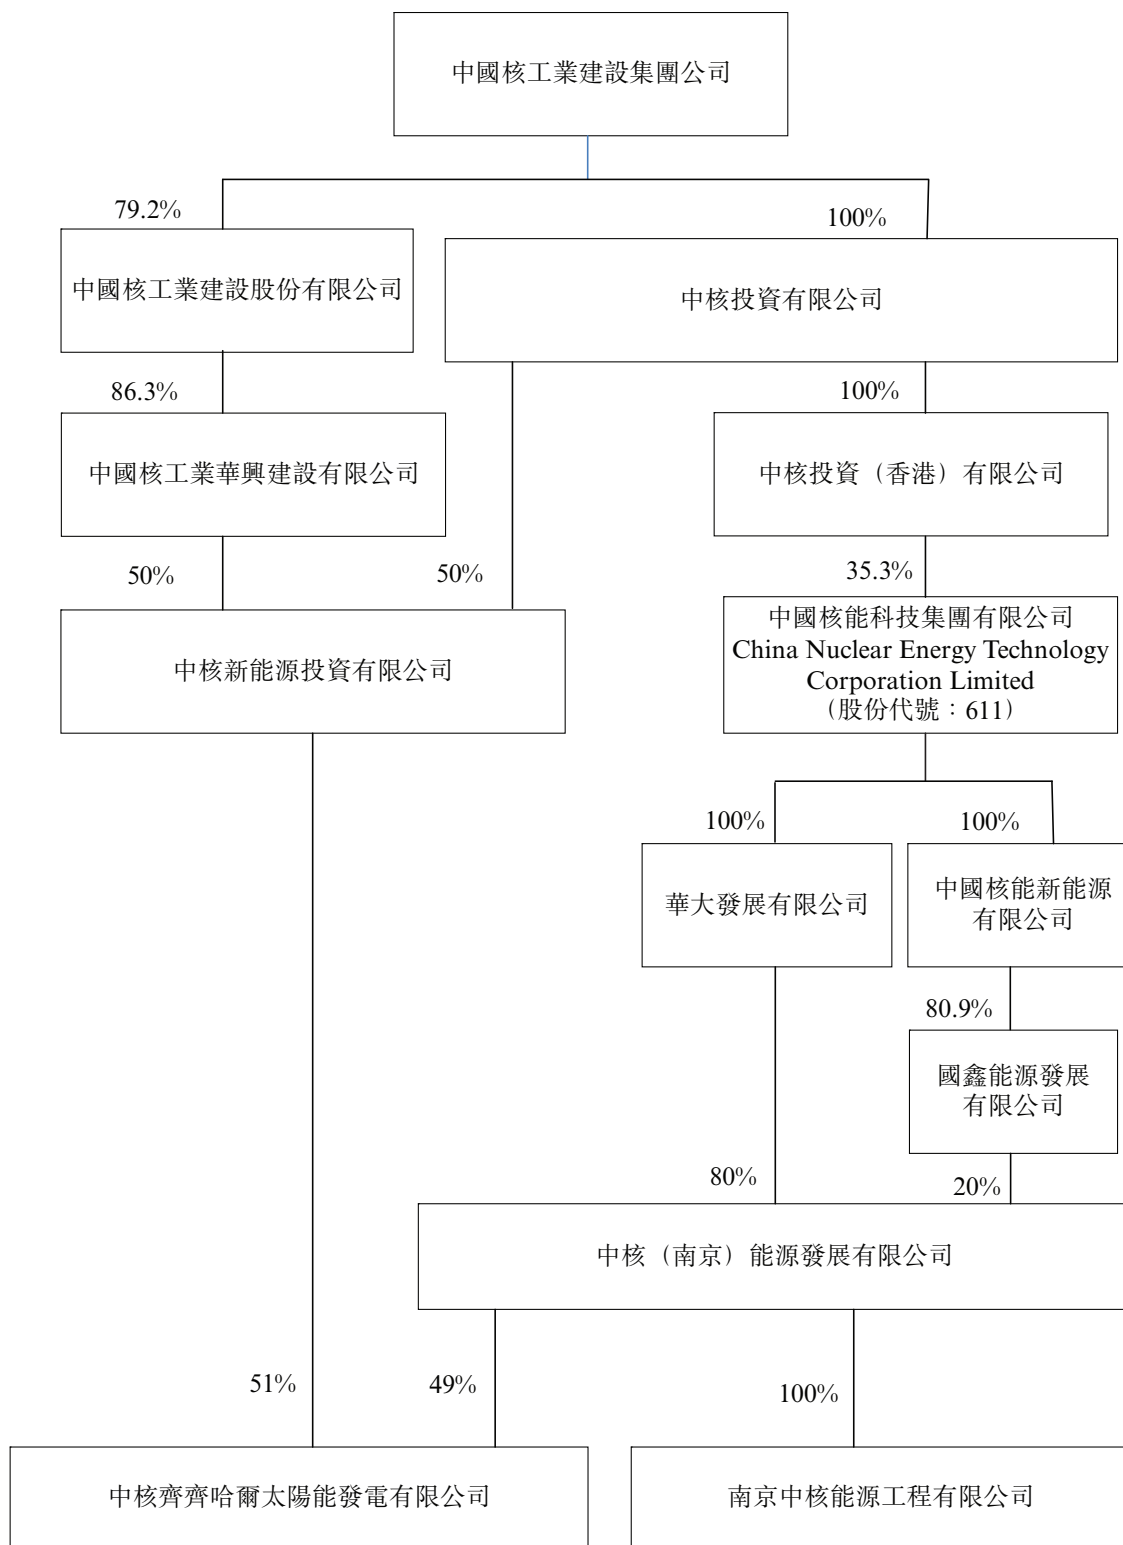 中國核工業建設集團公司
79.2%
100%
中國核工業建設股份有限公司
中核投資有限公司
86.3%
100%
中國核工業華興建設有限公司
中核投資（香港）有限公司
50%
50%
35.3%
中核新能源投資有限公司
中國核能科技集團有限公司
China Nuclear Energy Technology
Corporation Limited
（股份代號：611）
100%
100%
華大發展有限公司
中國核能新能源
有限公司
80.9%
國鑫能源發展
有限公司
80%
20%
中核（南京）能源發展有限公司
51%
49%
100%
中核齊齊哈爾太陽能發電有限公司
南京中核能源工程有限公司